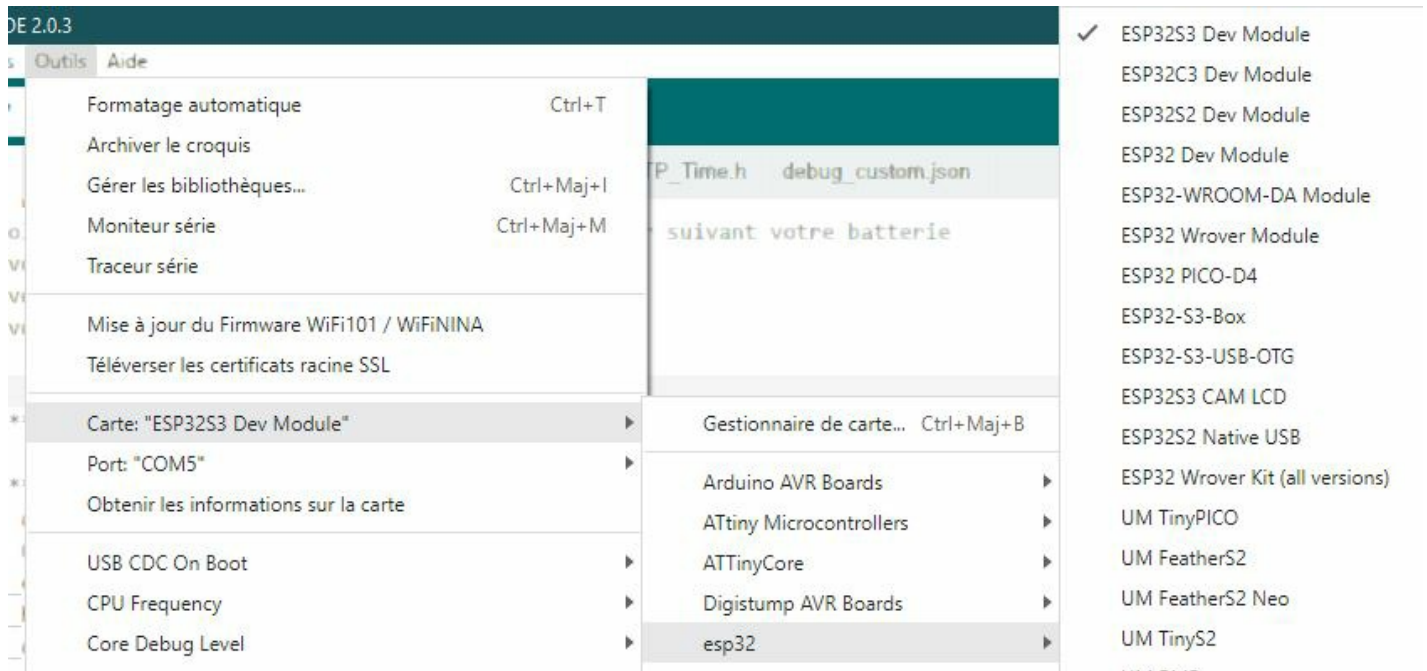 DE 2.0.3
Outils Aide
Formatage automatique Ctrl+T
Archiver le croquis
Gérer les bibliothèques... Ctrl+Maj+I
Moniteur série Ctrl+Maj+M
Traceur série
Mise à jour du Firmware WiFi101 / WiFiNINA
Téléverser les certificats racine SSL
Carte: "ESP32S3 Dev Module"
Port: "COM5"
Obtenir les informations sur la carte
USB CDC On Boot
CPU Frequency
Core Debug Level
TP_Time.h debug_custom.json
suivant votre batterie
Gestionnaire de carte... Ctrl+Maj+B
Arduino AVR Boards
ATtiny Microcontrollers
ATTinyCore
Digistump AVR Boards
esp32
ESP32S3 Dev Module
ESP32C3 Dev Module
ESP32S2 Dev Module
ESP32 Dev Module
ESP32-WROOM-DA Module
ESP32 Wrover Module
ESP32 PICO-D4
ESP32-S3-Box
ESP32-S3-USB-OTG
ESP32S3 CAM LCD
ESP32S2 Native USB
ESP32 Wrover Kit (all versions)
UM TinyPICO
UM FeatherS2
UM FeatherS2 Neo
UM TinyS2